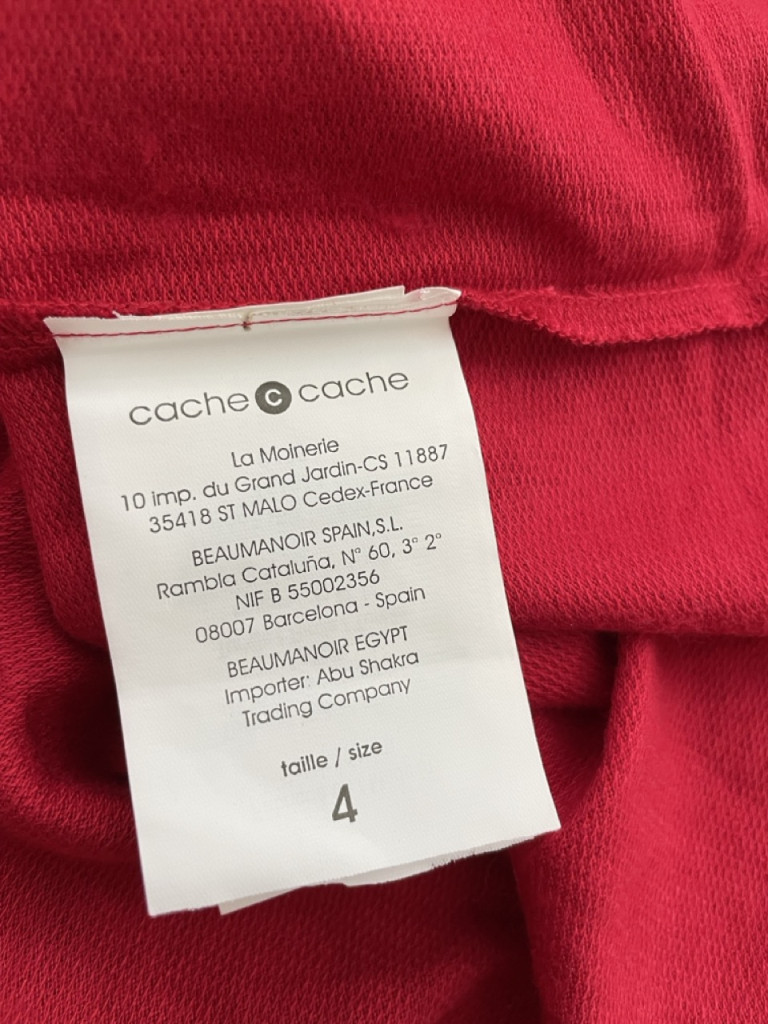 cache c cache
La Moinerie
10 imp. du Grand Jardin-CS 11887
35418 ST MALO Cedex-France
BEAUMANOIR SPAIN,S.L.
Rambla Cataluña, N° 60, 3° 2°
NIF B 55002356
08007 Barcelona - Spain
BEAUMANOIR EGYPT
Importer: Abu Shakra
Trading Company
taille / size
4